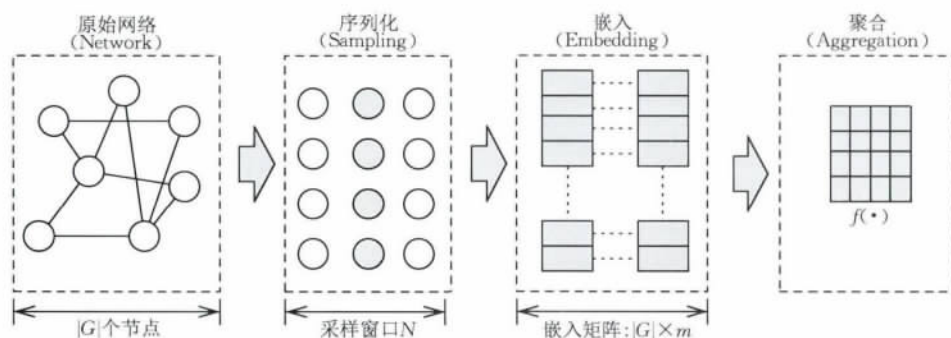 原始网络
(Network)
序列化
(Sampling)
嵌入
(Embedding)
聚合
(Aggregation)
f(•)
|G|个节点
采样窗口N
嵌入矩阵:|G|×m